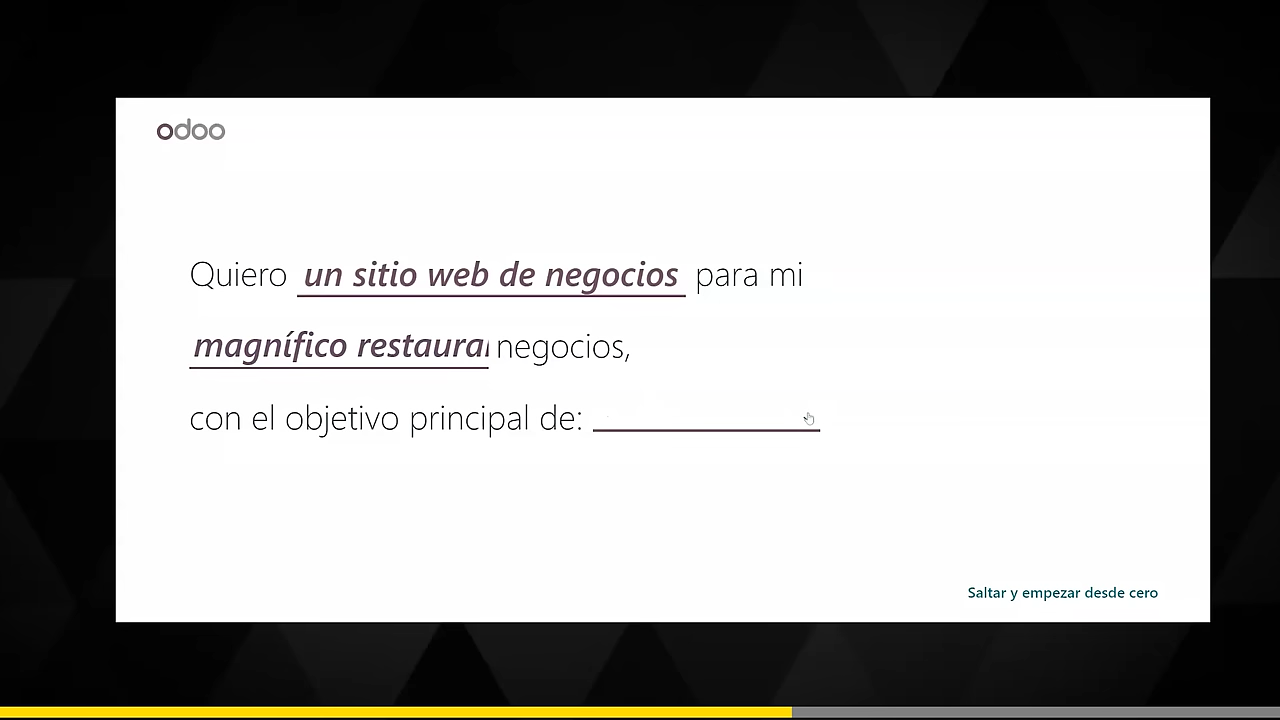 odoo
Quiero un sitio web de negocios para mi
magnífico restaura negocios,
con el objetivo principal de:
Saltar y empezar desde cero